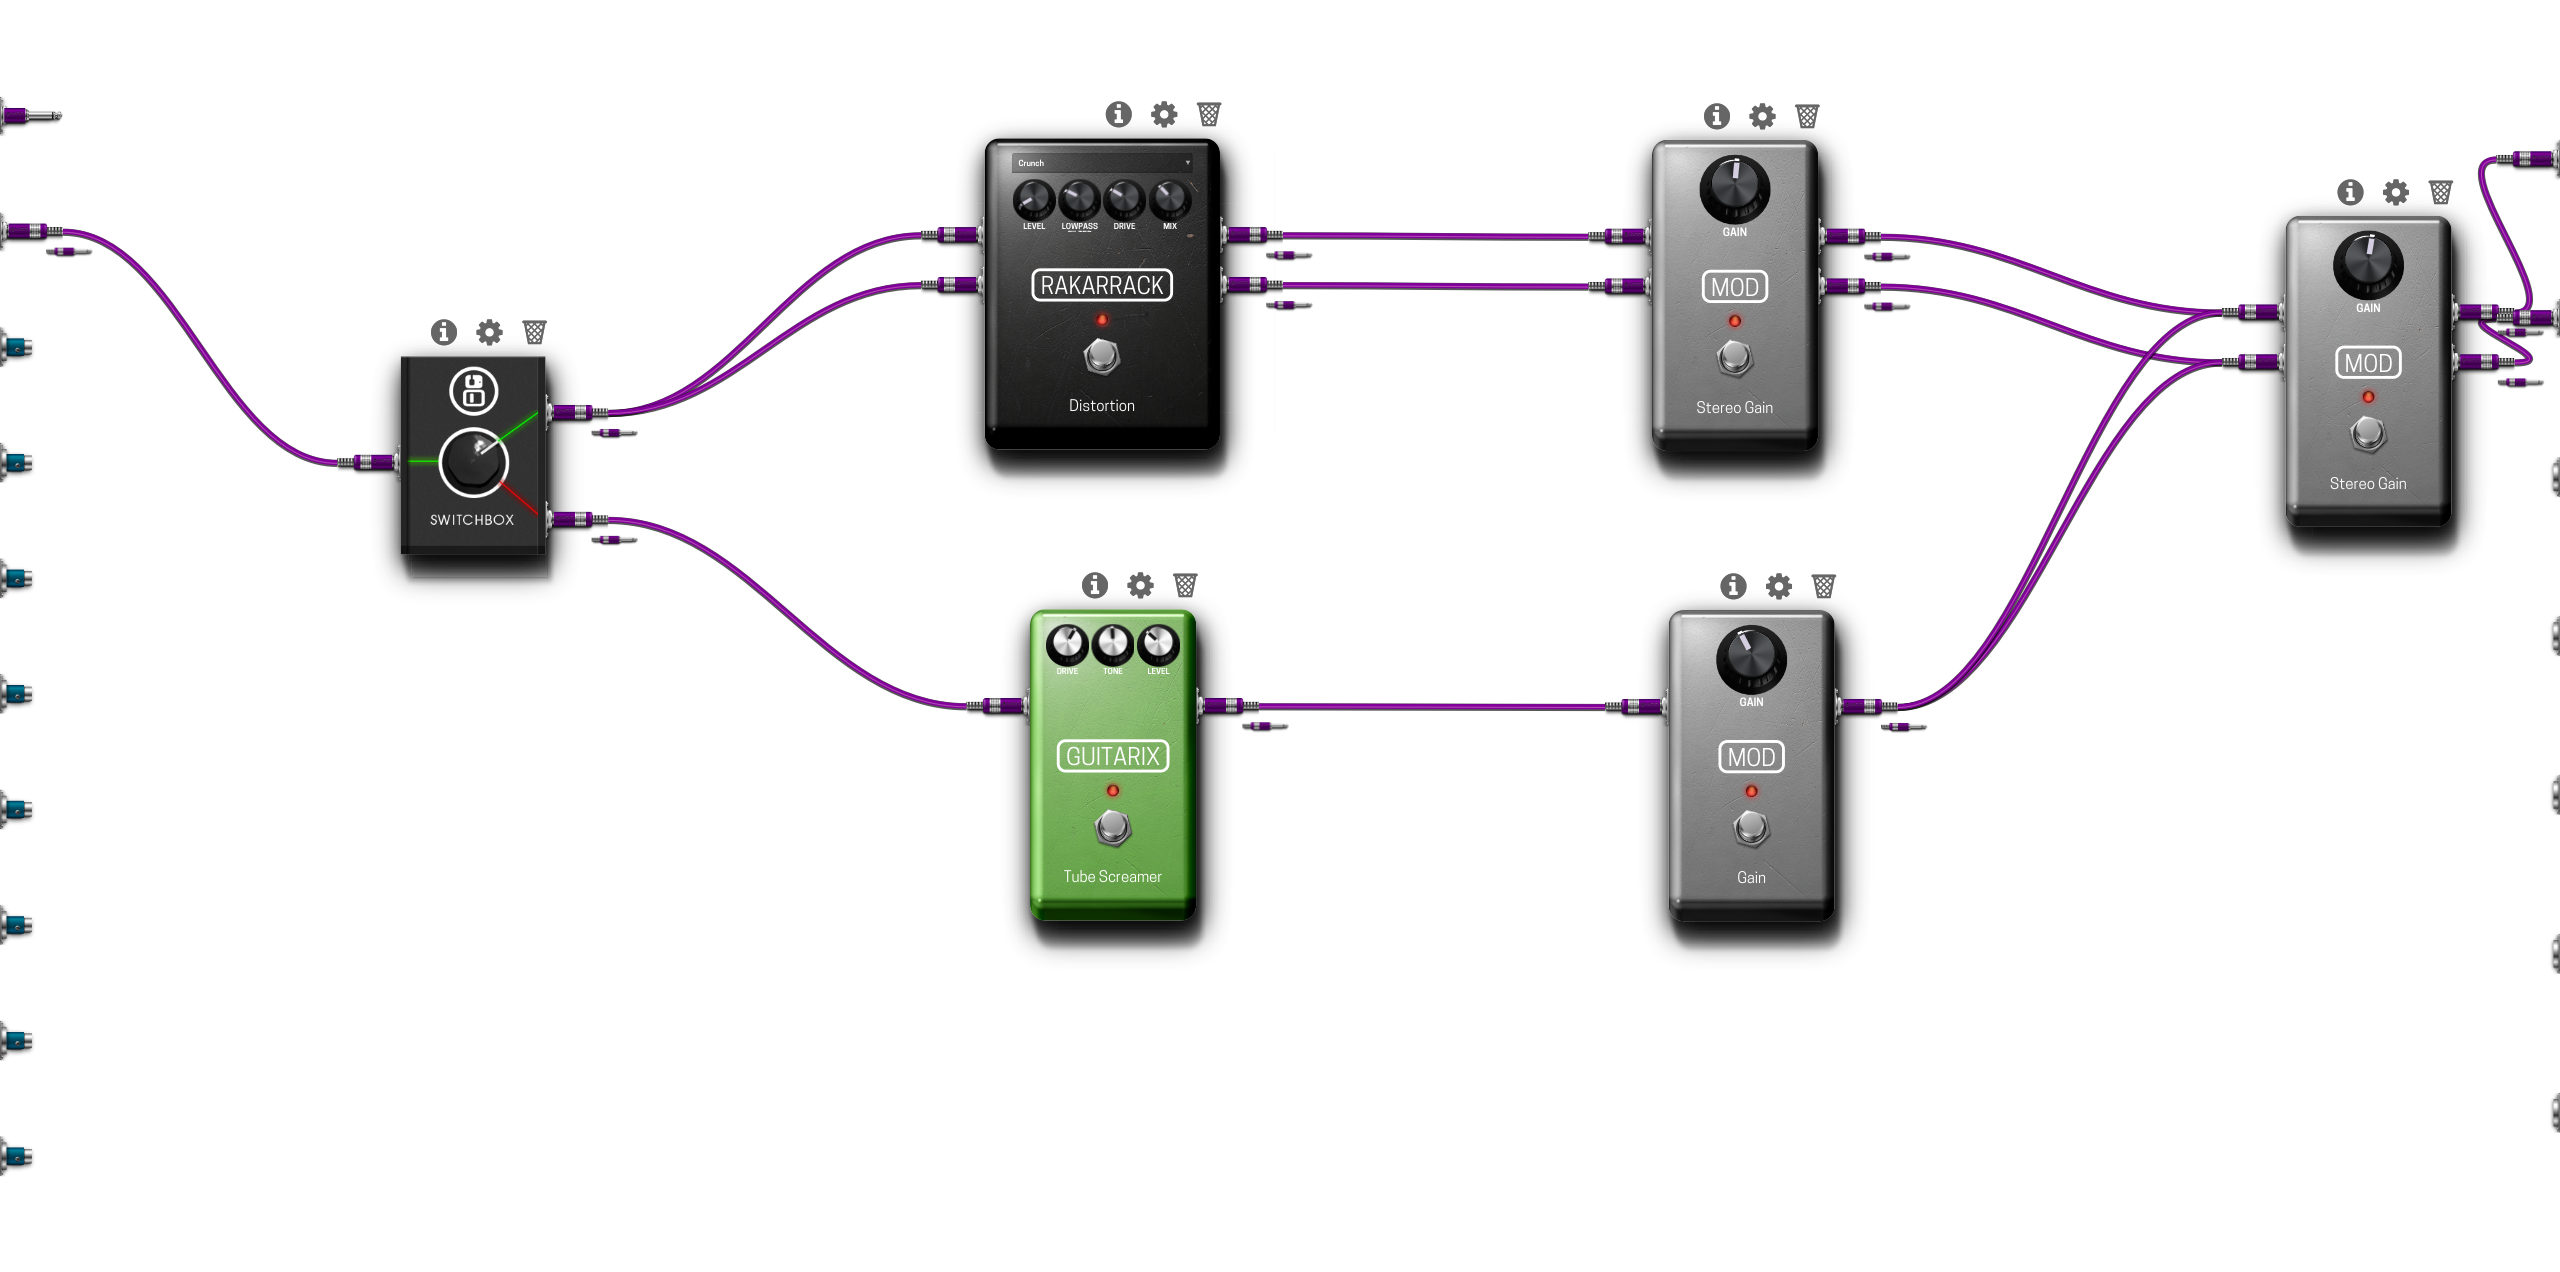 SWITCHBOX
Crunch
LEVEL LOWPASS DRIVE MIX
RAKARRACK
Distortion
GAIN
MOD
Stereo Gain
DRIVE TONE LEVEL
GUITARIX
Tube Screamer
GAIN
MOD
Gain
GAIN
MOD
Stereo Gain